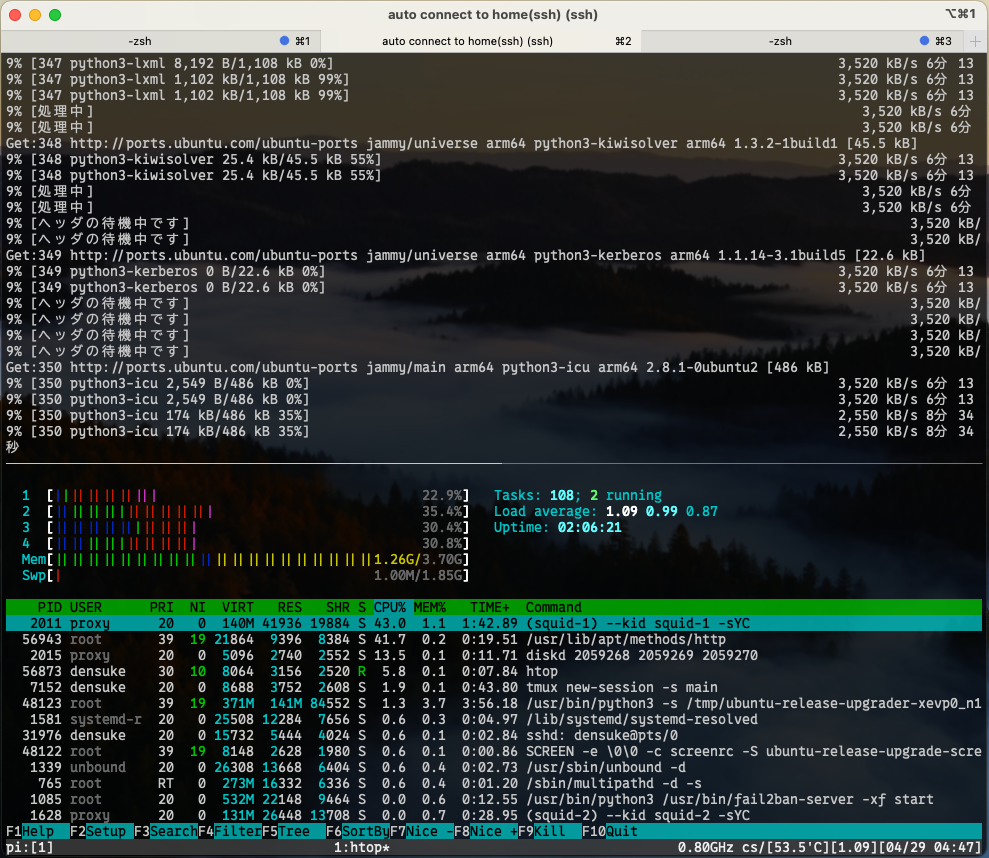 auto connect to home(ssh) (ssh)
⌥⌘1
-zsh ⌘1
auto connect to home(ssh) (ssh) ⌘2
-zsh ⌘3
9% [347 python3-lxml 8,192 B/1,108 kB 0%] 3,520 kB/s 6分 13
9% [347 python3-lxml 1,102 kB/1,108 kB 99%] 3,520 kB/s 6分 13
9% [347 python3-lxml 1,102 kB/1,108 kB 99%] 3,520 kB/s 6分 13
9% [処理中] 3,520 kB/s 6分
9% [処理中] 3,520 kB/s 6分
Get:348 http://ports.ubuntu.com/ubuntu-ports jammy/universe arm64 python3-kiwisolver arm64 1.3.2-1build1 [45.5 kB]
9% [348 python3-kiwisolver 25.4 kB/45.5 kB 55%] 3,520 kB/s 6分 13
9% [348 python3-kiwisolver 25.4 kB/45.5 kB 55%] 3,520 kB/s 6分 13
9% [処理中] 3,520 kB/s 6分
9% [処理中] 3,520 kB/s 6分
9% [ヘッダの待機中です] 3,520 kB/
9% [ヘッダの待機中です] 3,520 kB/
Get:349 http://ports.ubuntu.com/ubuntu-ports jammy/universe arm64 python3-kerberos arm64 1.1.14-3.1build5 [22.6 kB]
9% [349 python3-kerberos 0 B/22.6 kB 0%] 3,520 kB/s 6分 13
9% [349 python3-kerberos 0 B/22.6 kB 0%] 3,520 kB/s 6分 13
9% [ヘッダの待機中です] 3,520 kB/
9% [ヘッダの待機中です] 3,520 kB/
9% [ヘッダの待機中です] 3,520 kB/
9% [ヘッダの待機中です] 3,520 kB/
Get:350 http://ports.ubuntu.com/ubuntu-ports jammy/main arm64 python3-icu arm64 2.8.1-0ubuntu2 [486 kB]
9% [350 python3-icu 2,549 B/486 kB 0%] 3,520 kB/s 6分 13
9% [350 python3-icu 2,549 B/486 kB 0%] 3,520 kB/s 6分 13
9% [350 python3-icu 174 kB/486 kB 35%] 2,550 kB/s 8分 34
9% [350 python3-icu 174 kB/486 kB 35%] 2,550 kB/s 8分 34
秒
1 [||||||||||||| 22.9%] Tasks: 108; 2 running
2 [|||||||||||||||||||| 35.4%] Load average: 1.09 0.99 0.87
3 [|||||||||||||||||| 30.4%] Uptime: 02:06:21
4 [|||||||||||||||||| 30.8%]
Mem[||||||||||||||||||||||||||||||||||||||||1.26G/3.70G]
Swp[| 1.00M/1.85G]
PID USER PRI NI VIRT RES SHR S CPU% MEM% TIME+ Command
2011 proxy 20 0 140M 41936 19884 S 43.0 1.1 1:42.89 (squid-1) --kid squid-1 -sYC
56943 root 39 19 21864 9396 8384 S 41.7 0.2 0:19.51 /usr/lib/apt/methods/http
2015 proxy 20 0 5096 2740 2552 S 13.5 0.1 0:11.71 diskd 2059268 2059269 2059270
56873 densuke 30 10 8064 3156 2520 R 5.8 0.1 0:07.84 htop
7152 densuke 20 0 8688 3752 2608 S 1.9 0.1 0:43.80 tmux new-session -s main
48123 root 39 19 371M 141M 84552 S 1.3 3.7 3:56.18 /usr/bin/python3 -s /tmp/ubuntu-release-upgrader-xevp0_n1
1581 systemd-r 20 0 25508 12284 7656 S 0.6 0.3 0:04.97 /lib/systemd/systemd-resolved
31976 densuke 20 0 15732 5444 4024 S 0.6 0.1 0:02.84 sshd: densuke@pts/0
48122 root 39 19 8148 2628 1980 S 0.6 0.1 0:00.86 SCREEN -e \0\0 -c screenrc -S ubuntu-release-upgrade-scre
1339 unbound 20 0 26308 13668 6404 S 0.6 0.4 0:02.73 /usr/sbin/unbound -d
765 root RT 0 273M 16332 6336 S 0.6 0.4 0:01.20 /sbin/multipathd -d -s
1085 root 20 0 532M 22148 9464 S 0.0 0.6 0:12.55 /usr/bin/python3 /usr/bin/fail2ban-server -xf start
1628 proxy 20 0 131M 26448 13708 S 0.0 0.7 0:28.95 (squid-2) --kid squid-2 -sYC
F1Help F2Setup F3SearchF4FilterF5Tree F6SortByF7Nice -F8Nice +F9Kill F10Quit
pi:[1] 1:htop* 0.80GHz cs/[53.5'C][1.09][04/29 04:47]